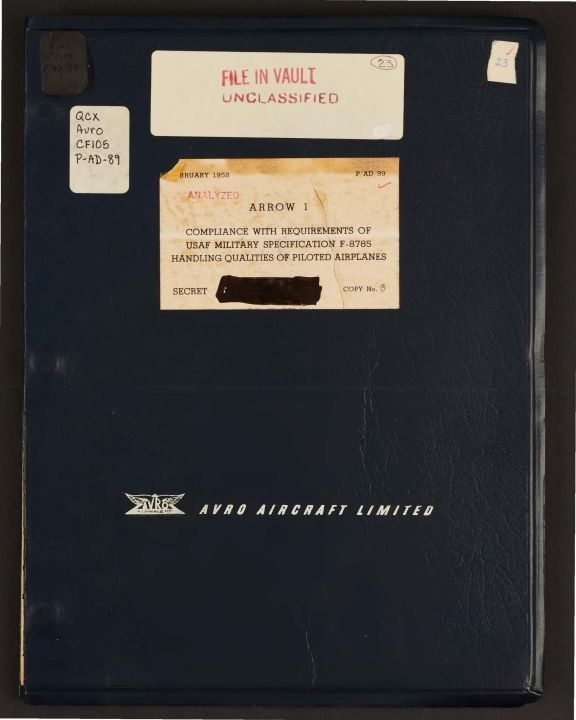 FILE IN VAULT
UNCLASSIFIED
23
23
QCX
Avro
CF105
P-AD-89
BRUARY 1958 P/AD/89
ANALYZED
ARROW 1
COMPLIANCE WITH REQUIREMENTS OF
USAF MILITARY SPECIFICATION F-8785
HANDLING QUALITIES OF PILOTED AIRPLANES
SECRET COPY No. 5
AVRO
AVRO AIRCRAFT LIMITED